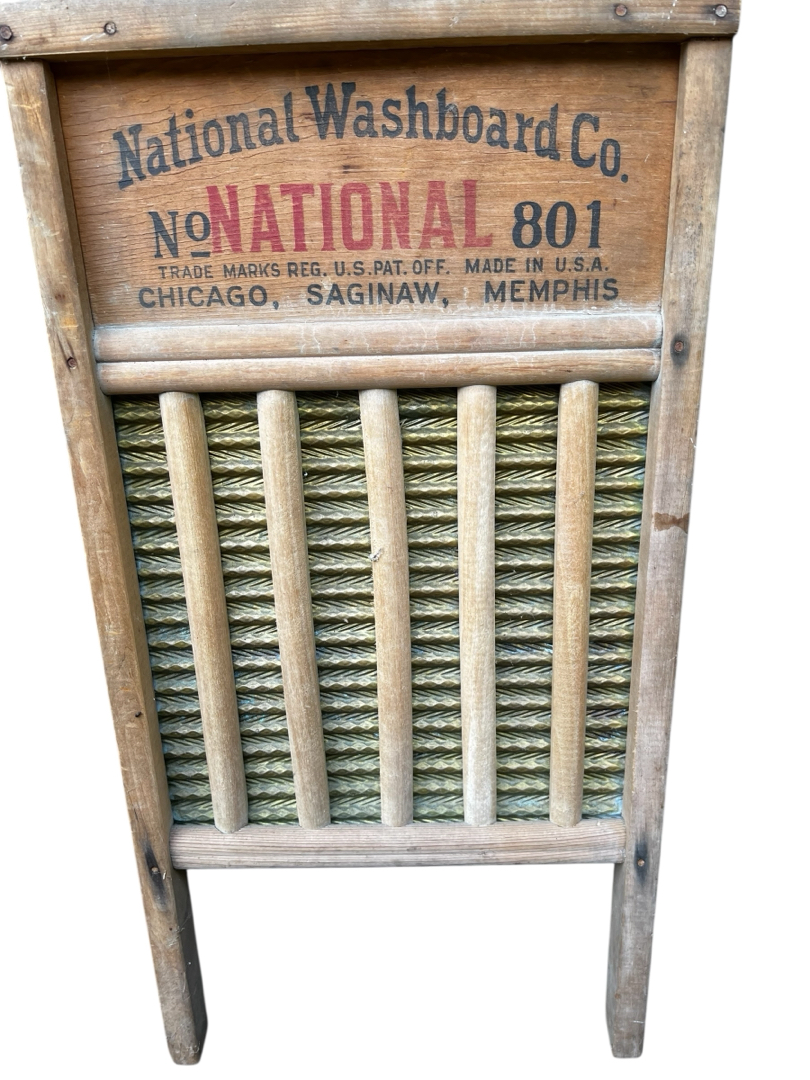 National Washboard Co.
No NATIONAL 801
TRADE MARKS REG. U.S.PAT. OFF. MADE IN U.S.A.
CHICAGO, SAGINAW, MEMPHIS